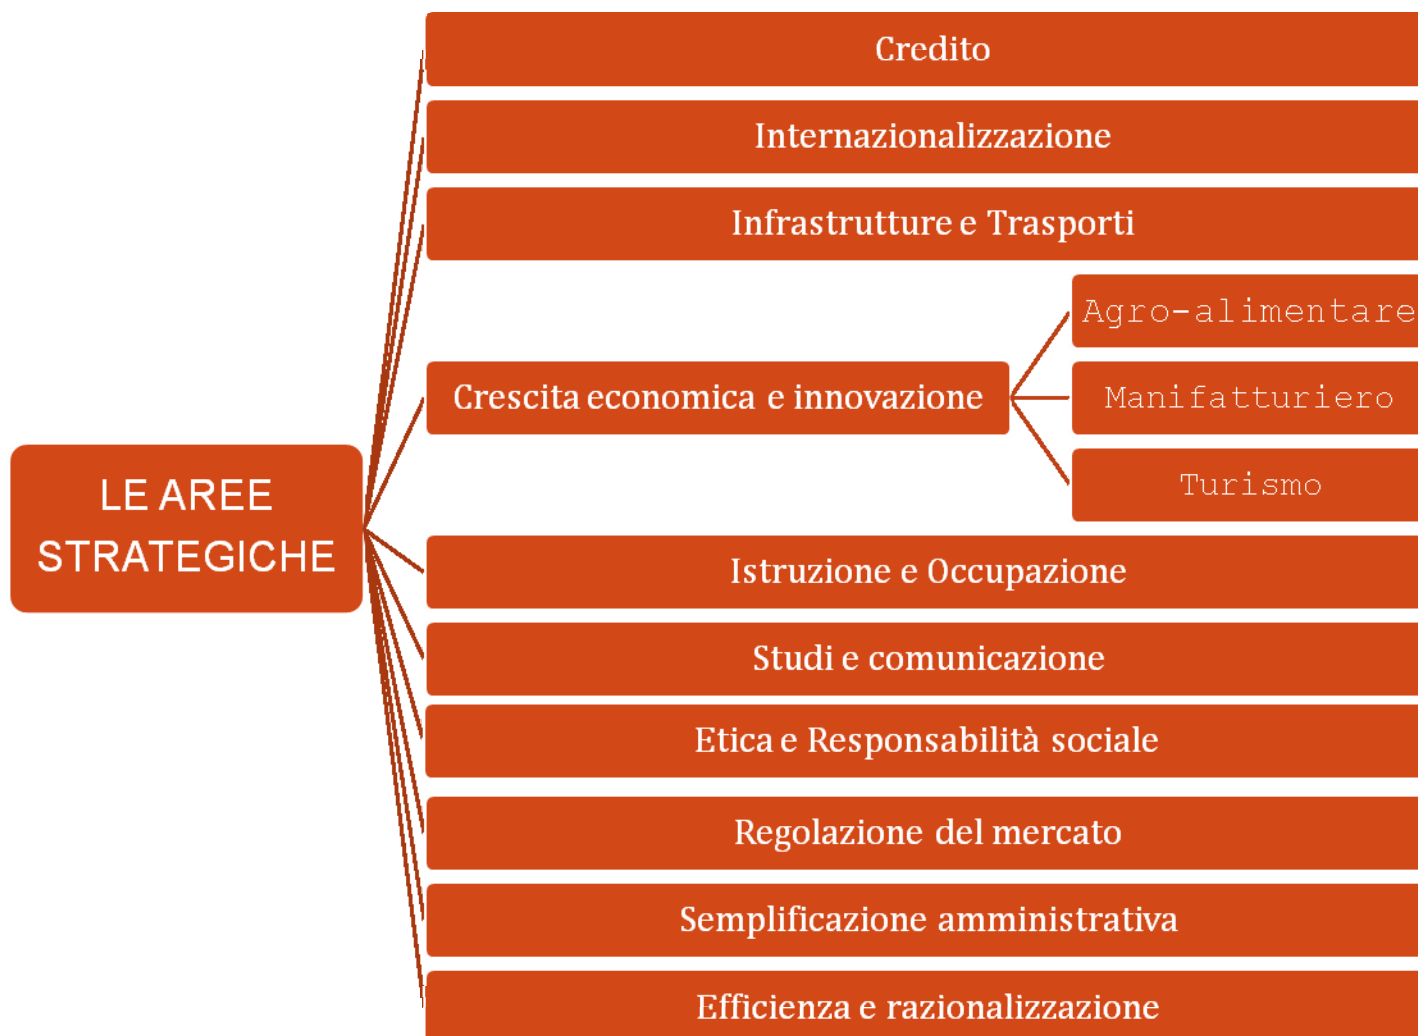 Credito
Internazionalizzazione
Infrastrutture e Trasporti
Agro-alimentare
Crescita economica e innovazione
Manifatturiero
Turismo
LE AREE
STRATEGICHE
Istruzione e Occupazione
Studi e comunicazione
Etica e Responsabilità sociale
Regolazione del mercato
Semplificazione amministrativa
Efficienza e razionalizzazione